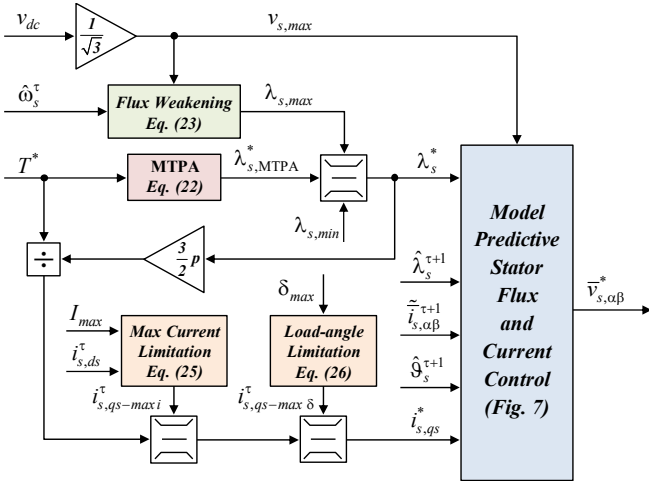 v_dc
1/√3
v_s,max
ω̂_s^τ
Flux Weakening
Eq. (23)
λ_s,max
T*
MTPA
Eq. (22)
λ*_s,MTPA
λ*_s
λ_s,min
÷
3/2 p
δ_max
I_max
i^τ_s,ds
Max Current
Limitation
Eq. (25)
Load-angle
Limitation
Eq. (26)
i^τ_s,qs−max i
i^τ_s,qs−max δ
λ̂_s^τ+1
ĩ̄_s,αβ^τ+1
ϑ̂_s^τ+1
i*_s,qs
Model
Predictive
Stator
Flux
and
Current
Control
(Fig. 7)
v̄*_s,αβ